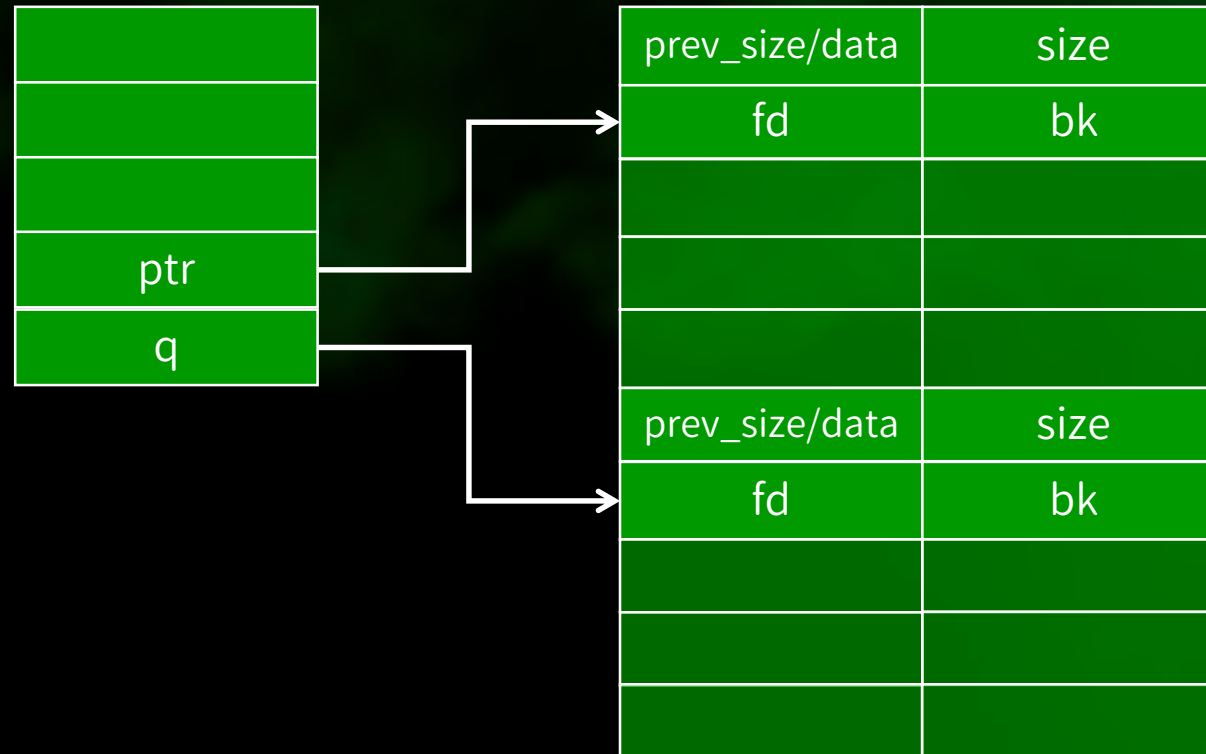 prev_size/data size
fd bk
ptr
q
prev_size/data size
fd bk